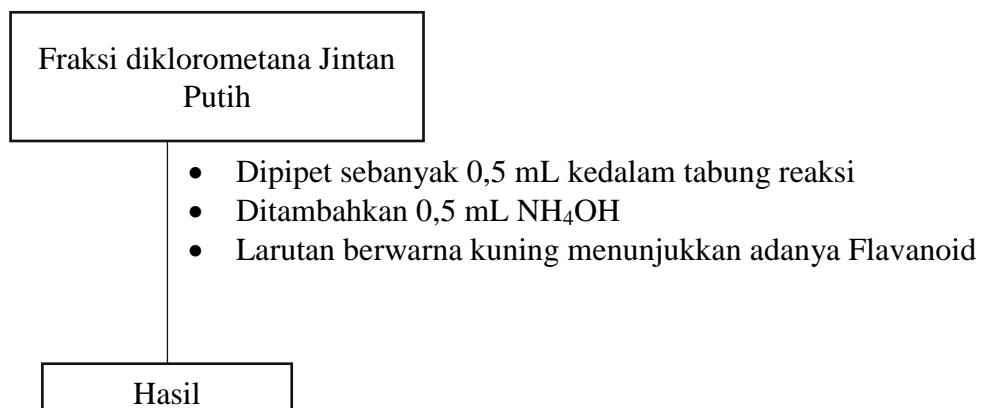 Fraksi diklorometana Jintan
Putih
• Dipipet sebanyak 0,5 mL kedalam tabung reaksi
• Ditambahkan 0,5 mL NH₄OH
• Larutan berwarna kuning menunjukkan adanya Flavanoid
Hasil